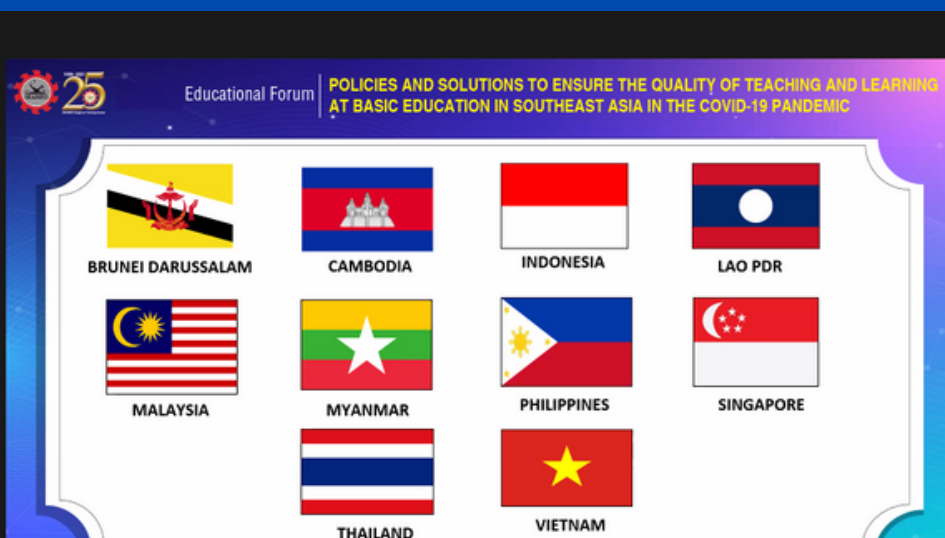 25
Educational Forum
POLICIES AND SOLUTIONS TO ENSURE THE QUALITY OF TEACHING AND LEARNING
AT BASIC EDUCATION IN SOUTHEAST ASIA IN THE COVID-19 PANDEMIC
BRUNEI DARUSSALAM
CAMBODIA
INDONESIA
LAO PDR
MALAYSIA
MYANMAR
PHILIPPINES
SINGAPORE
THAILAND
VIETNAM